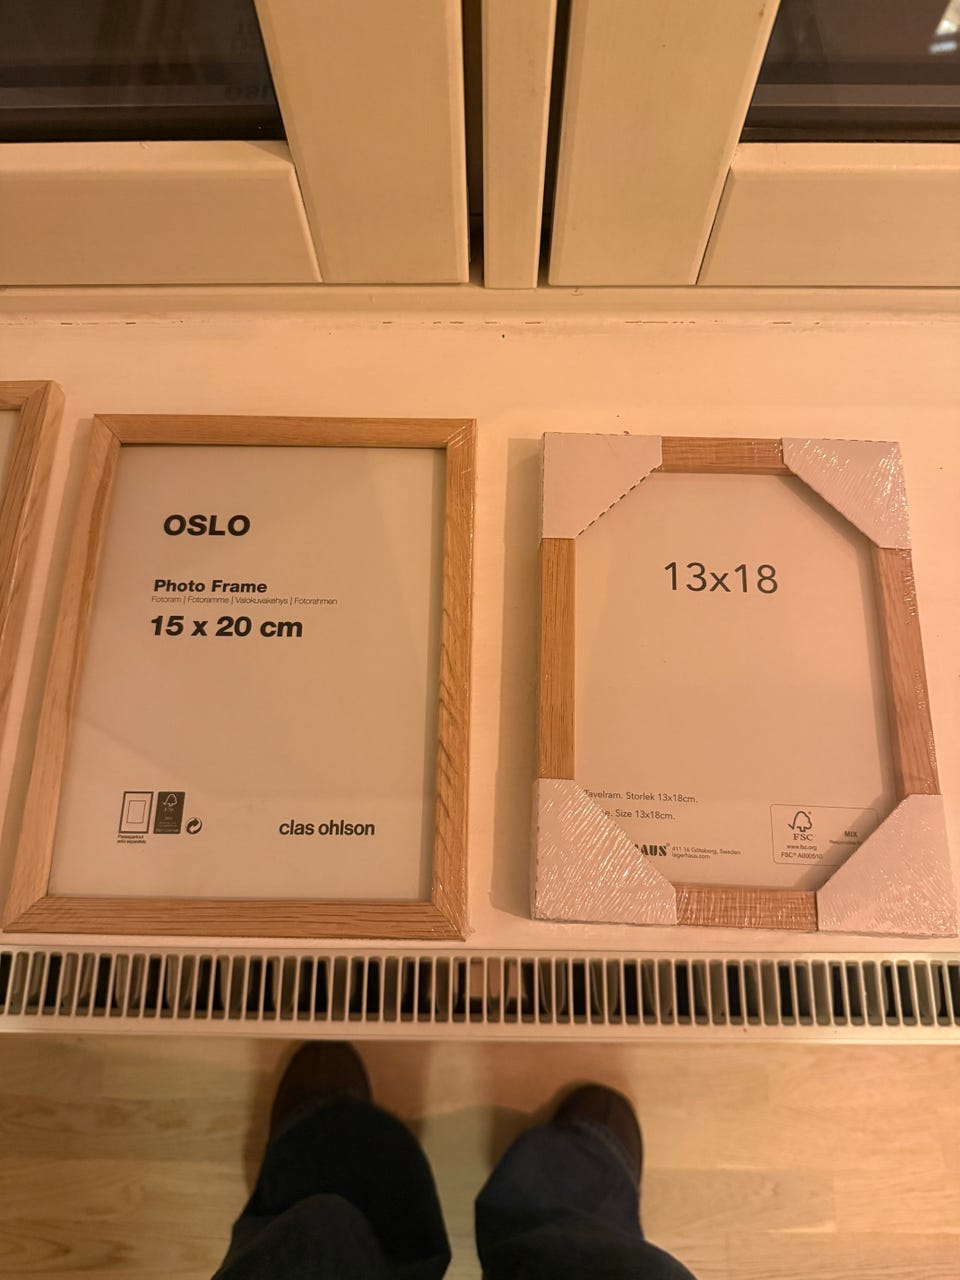 OSLO
Photo Frame
Fotoram | Fotoramme | Valokuvakehys | Fotorahmen
15 x 20 cm
clas ohlson
13x18
Tavelram. Storlek 13x18cm.
Size 13x18cm.
411 16 Göteborg, Sweden
lagerhaus.com
FSC
www.fsc.org
FSC® A000510
MIX